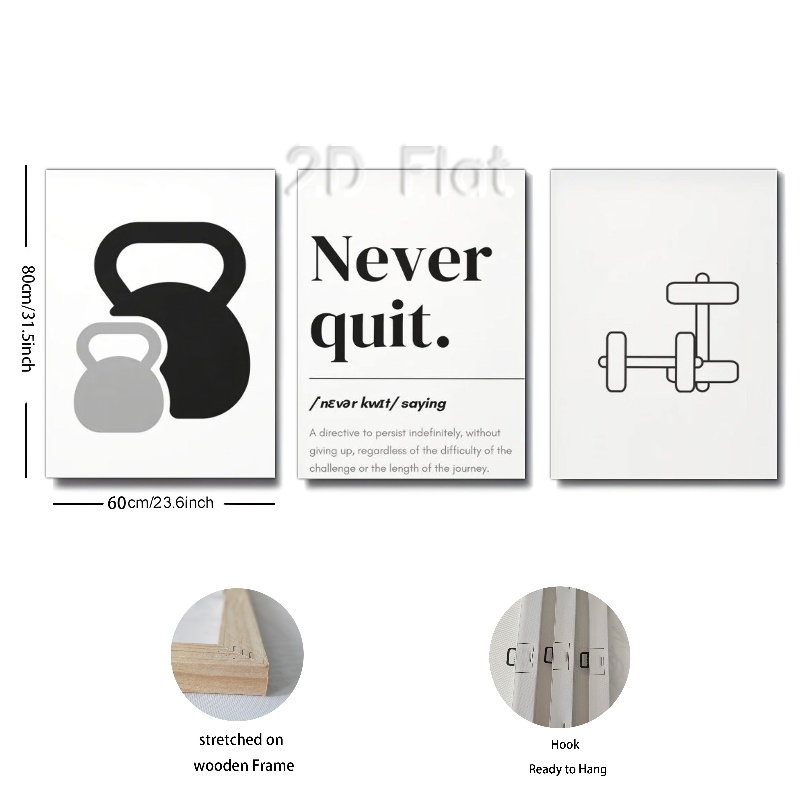 2D Flat.
80cm/31.5inch
Never
quit.
/ˈnɛvər kwɪt/ saying
A directive to persist indefinitely, without
giving up, regardless of the difficulty of the
challenge or the length of the journey.
60cm/23.6inch
stretched on
wooden Frame
Hook
Ready to Hang